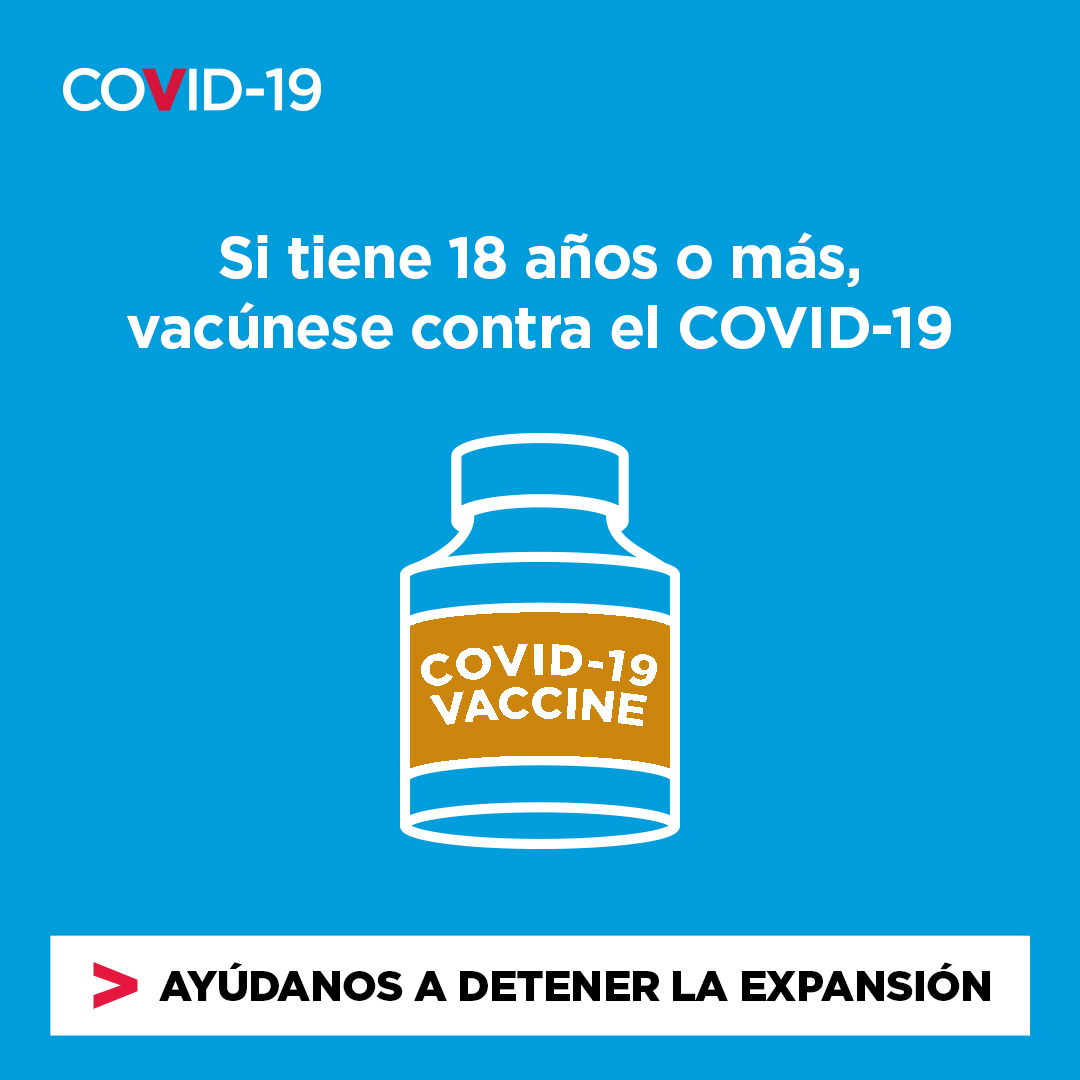 COVID-19
Si tiene 18 años o más,
vacúnese contra el COVID-19
COVID-19
VACCINE
> AYÚDANOS A DETENER LA EXPANSIÓN